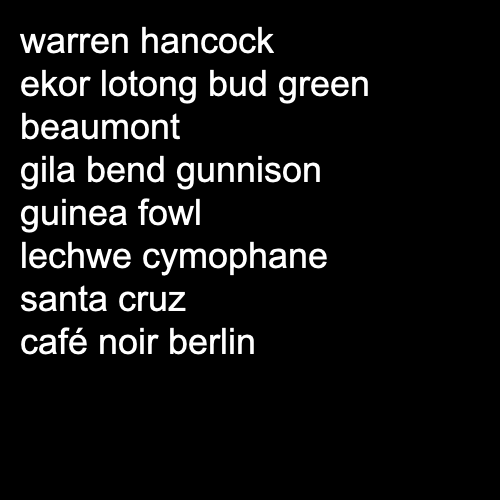 warren hancock
ekor lotong bud green
beaumont
gila bend gunnison
guinea fowl
lechwe cymophane
santa cruz
café noir berlin